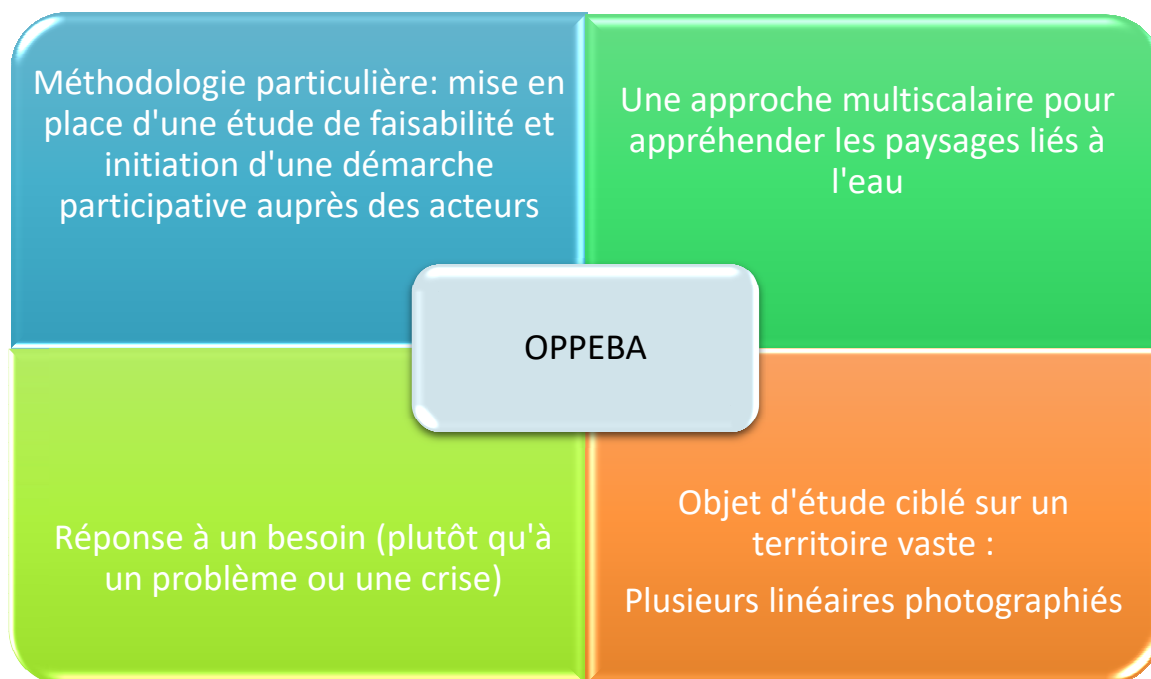 Méthodologie particulière: mise en
place d'une étude de faisabilité et
initiation d'une démarche
participative auprès des acteurs
Une approche multiscalaire pour
appréhender les paysages liés à
l'eau
OPPEBA
Réponse à un besoin (plutôt qu'à
un problème ou une crise)
Objet d'étude ciblé sur un
territoire vaste :
Plusieurs linéaires photographiés